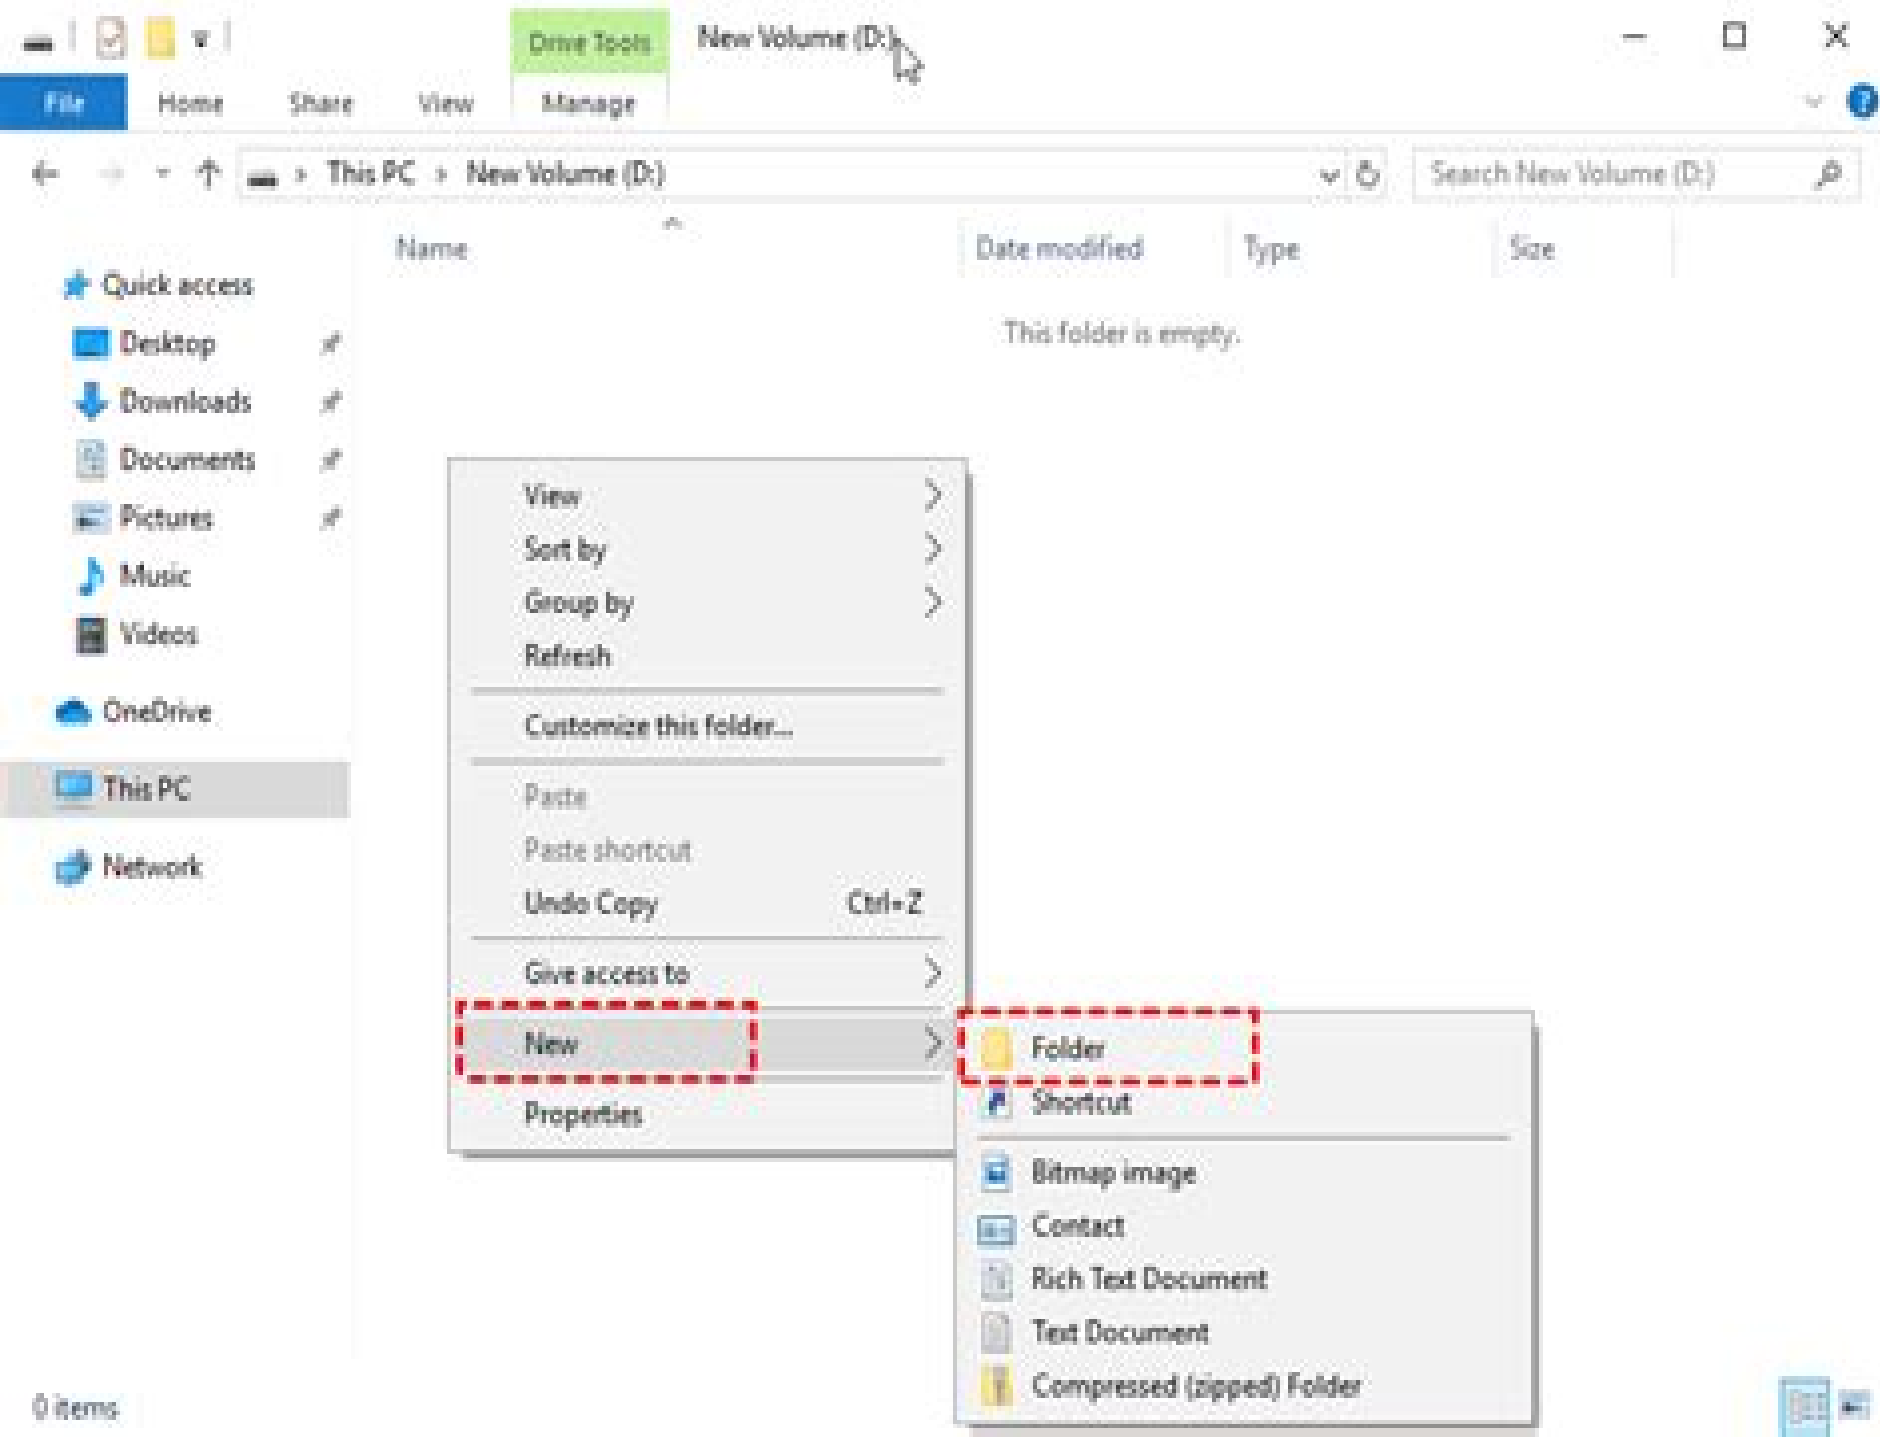 Drive Tools
New Volume (D:)
File
Home
Share
View
Manage
This PC > New Volume (D:)
Search New Volume (D:)
Name
Date modified
Type
Size
This folder is empty.
Quick access
Desktop
Downloads
Documents
Pictures
Music
Videos
OneDrive
This PC
Network
View
Sort by
Group by
Refresh
Customize this folder...
Paste
Paste shortcut
Undo Copy Ctrl+Z
Give access to
New
Properties
Folder
Shortcut
Bitmap image
Contact
Rich Text Document
Text Document
Compressed (zipped) Folder
0 items